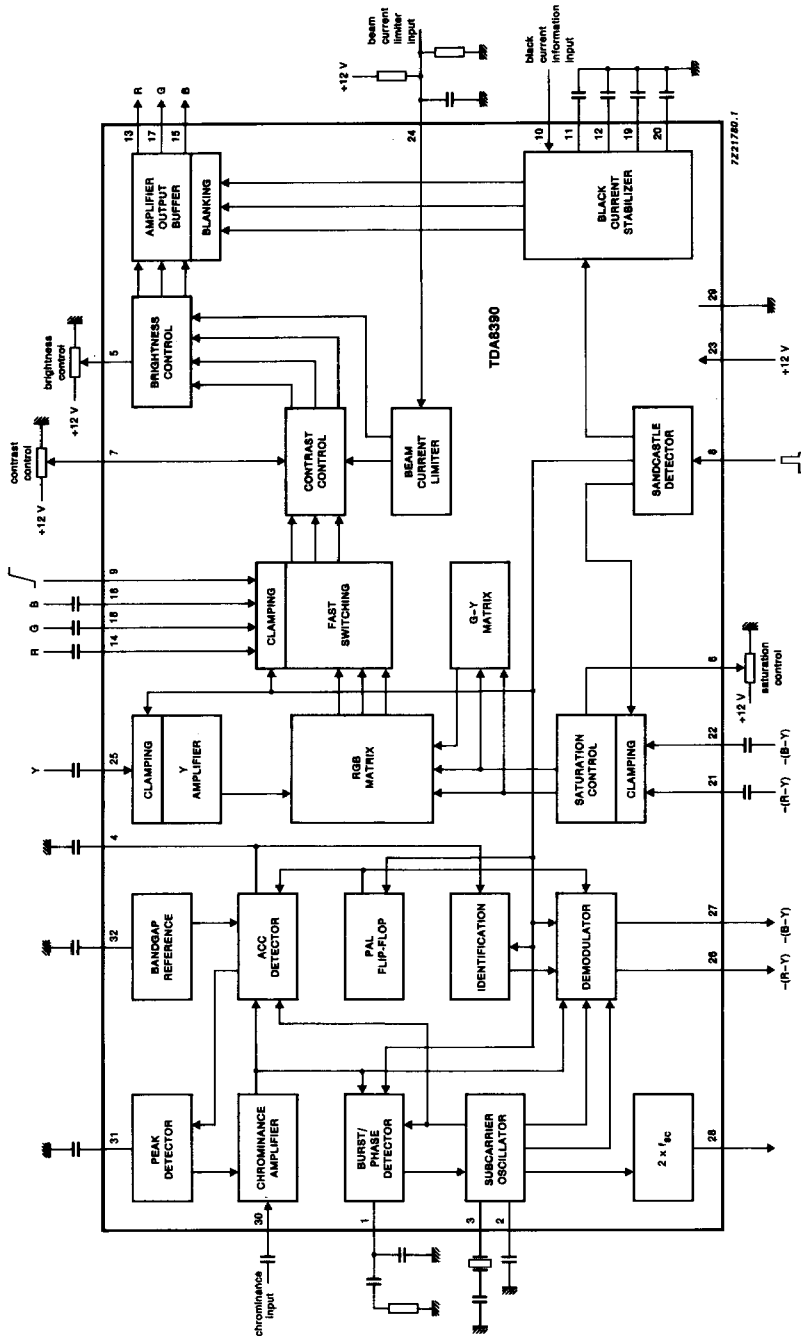 chrominance
input
30
CHROMINANCE
AMPLIFIER
PEAK
DETECTOR
31
BURST/
PHASE
DETECTOR
1
SUBCARRIER
OSCILLATOR
3
2
2 x fsc
28
BANDGAP
REFERENCE
32
ACC
DETECTOR
4
PAL
FLIP-FLOP
IDENTIFICATION
DEMODULATOR
26
27
-(R-Y)
-(B-Y)
Y
25
CLAMPING
Y
AMPLIFIER
RGB
MATRIX
SATURATION
CONTROL
CLAMPING
21
22
-(R-Y)
-(B-Y)
6
+12 V
saturation
control
R
G
B
14
18
9
CLAMPING
FAST
SWITCHING
G-Y
MATRIX
contrast
control
+12 V
7
CONTRAST
CONTROL
BEAM
CURRENT
LIMITER
SANDCASTLE
DETECTOR
8
brightness
control
+12 V
5
BRIGHTNESS
CONTROL
TDA8390
23
+12 V
29
AMPLIFIER
OUTPUT
BUFFER
BLANKING
13
17
15
R
G
B
24
+12 V
beam
current
limiter
input
BLACK
CURRENT
STABILIZER
10
11
12
19
20
black
current
information
input
7Z21780.1